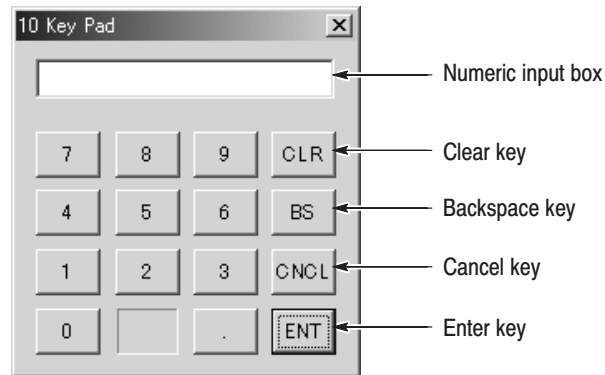 10 Key Pad
Numeric input box
7 8 9 CLR Clear key
4 5 6 BS Backspace key
1 2 3 CNCL Cancel key
0 . ENT Enter key